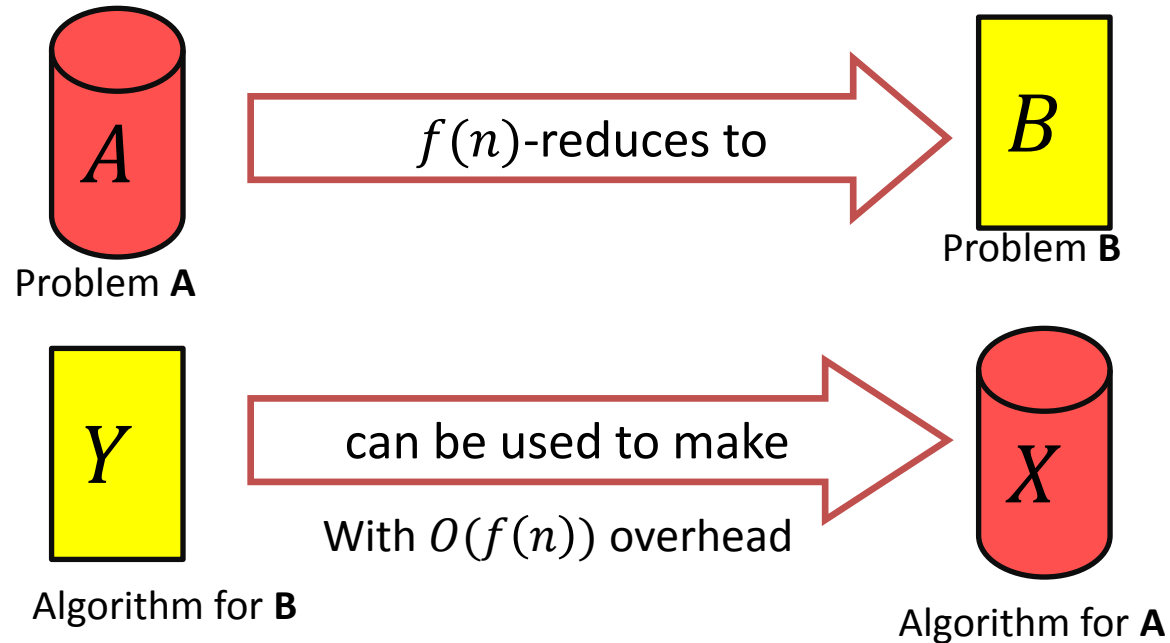 A
f(n)-reduces to
B
Problem A
Problem B
Y
can be used to make
X
With O(f(n)) overhead
Algorithm for B
Algorithm for A